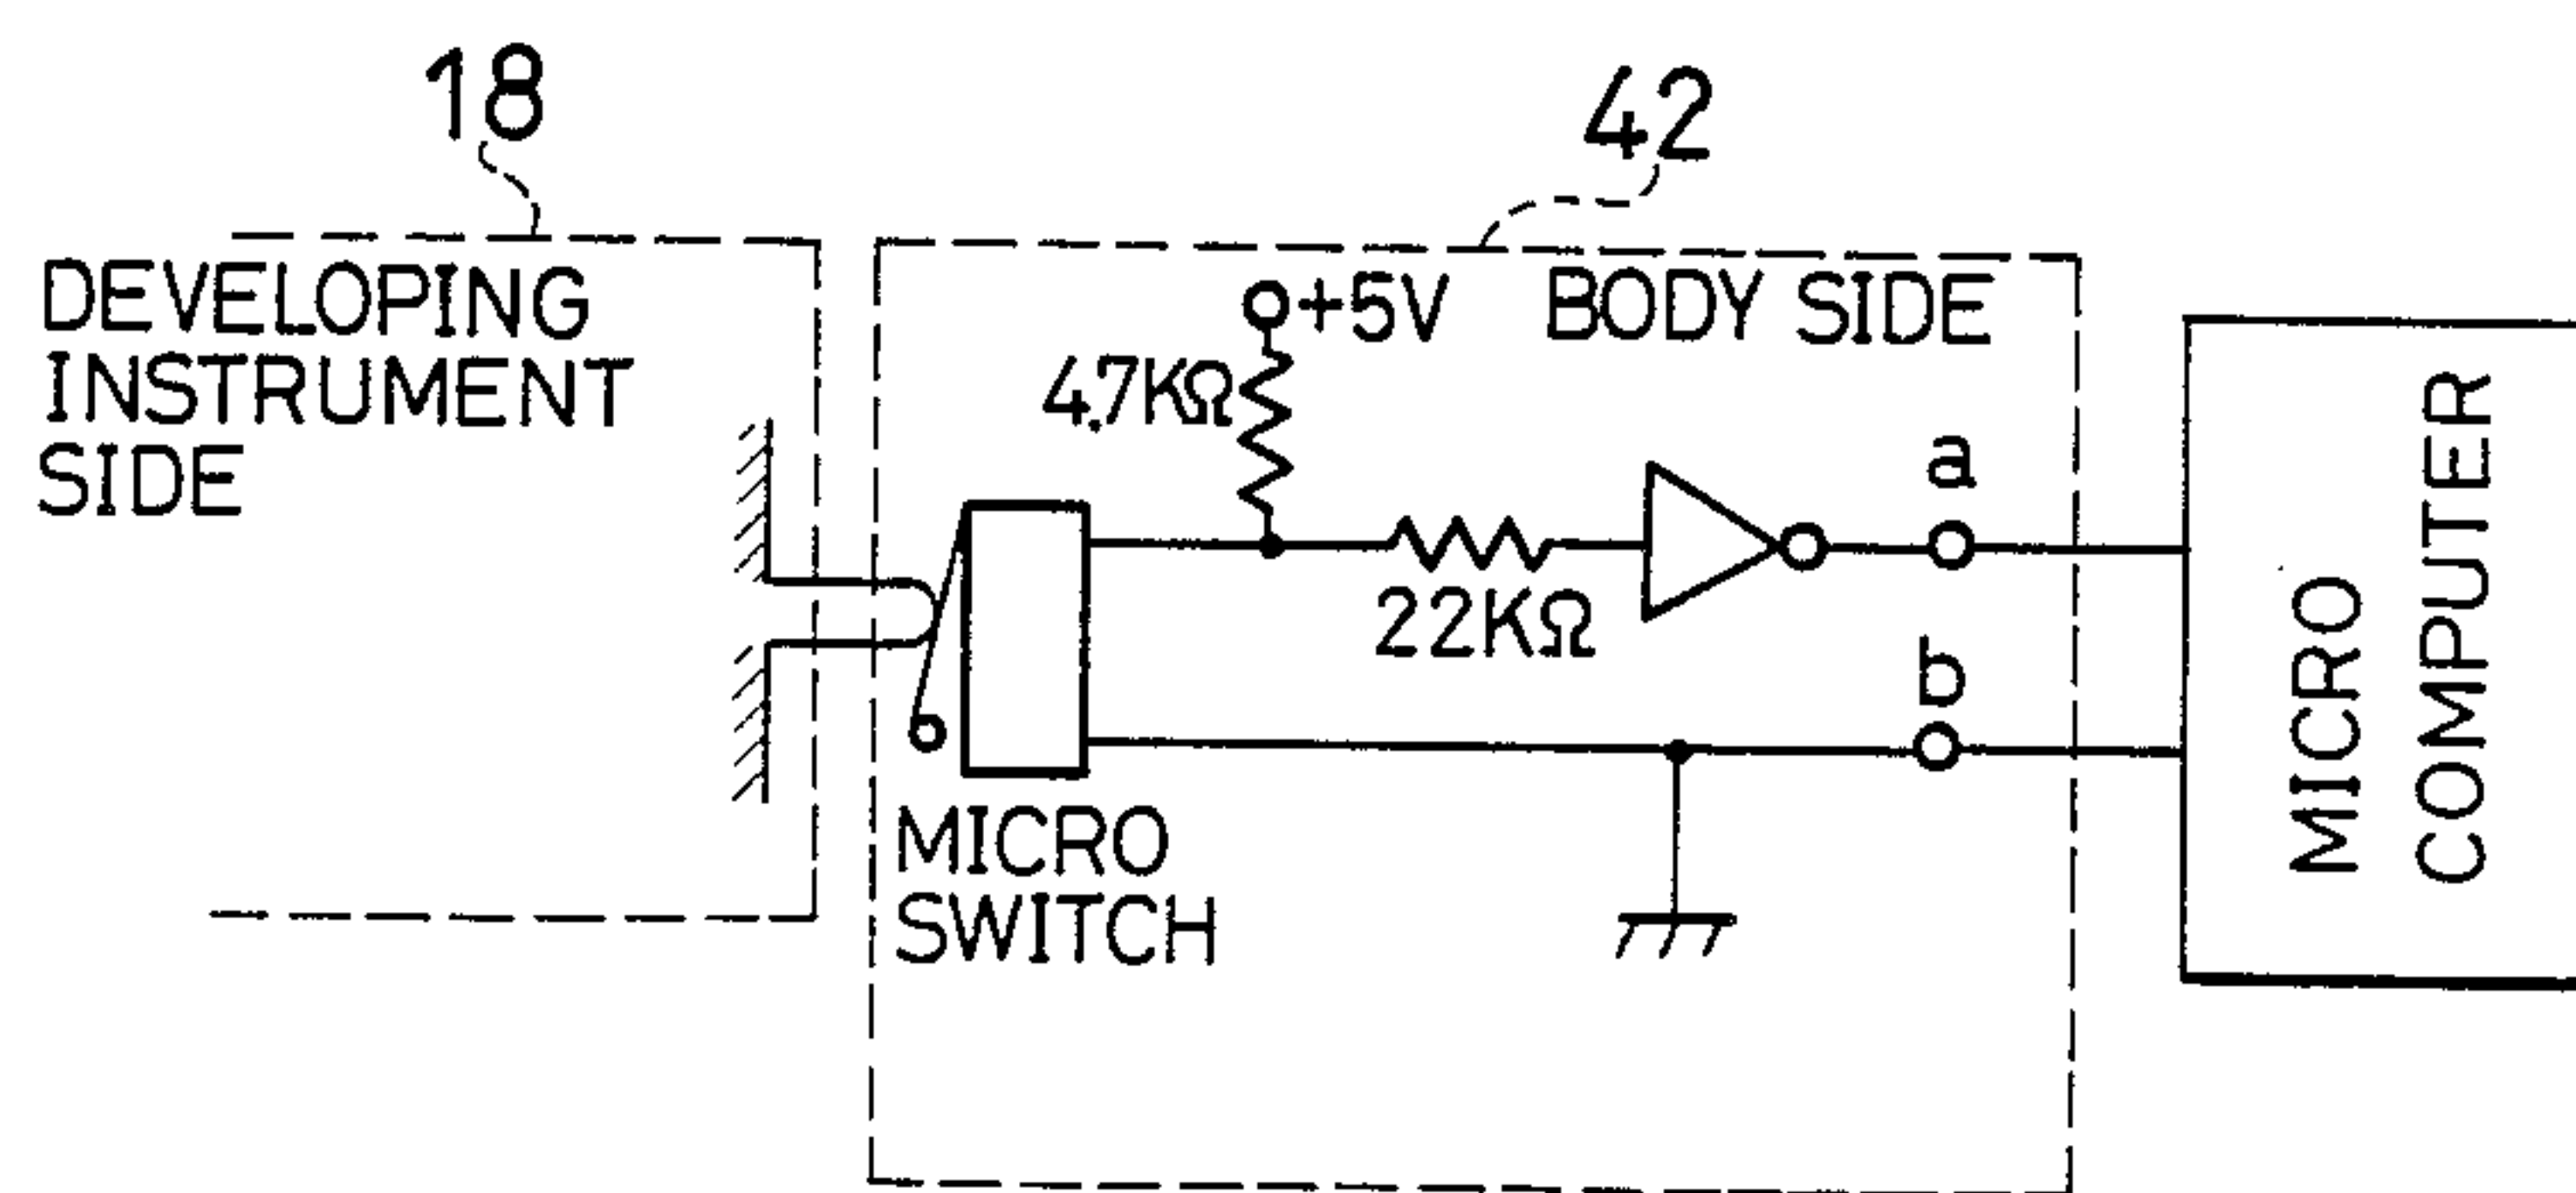 18
42
DEVELOPING
INSTRUMENT
SIDE
+5V
BODY SIDE
4.7KΩ
22KΩ
a
b
MICRO
SWITCH
MICRO
COMPUTER